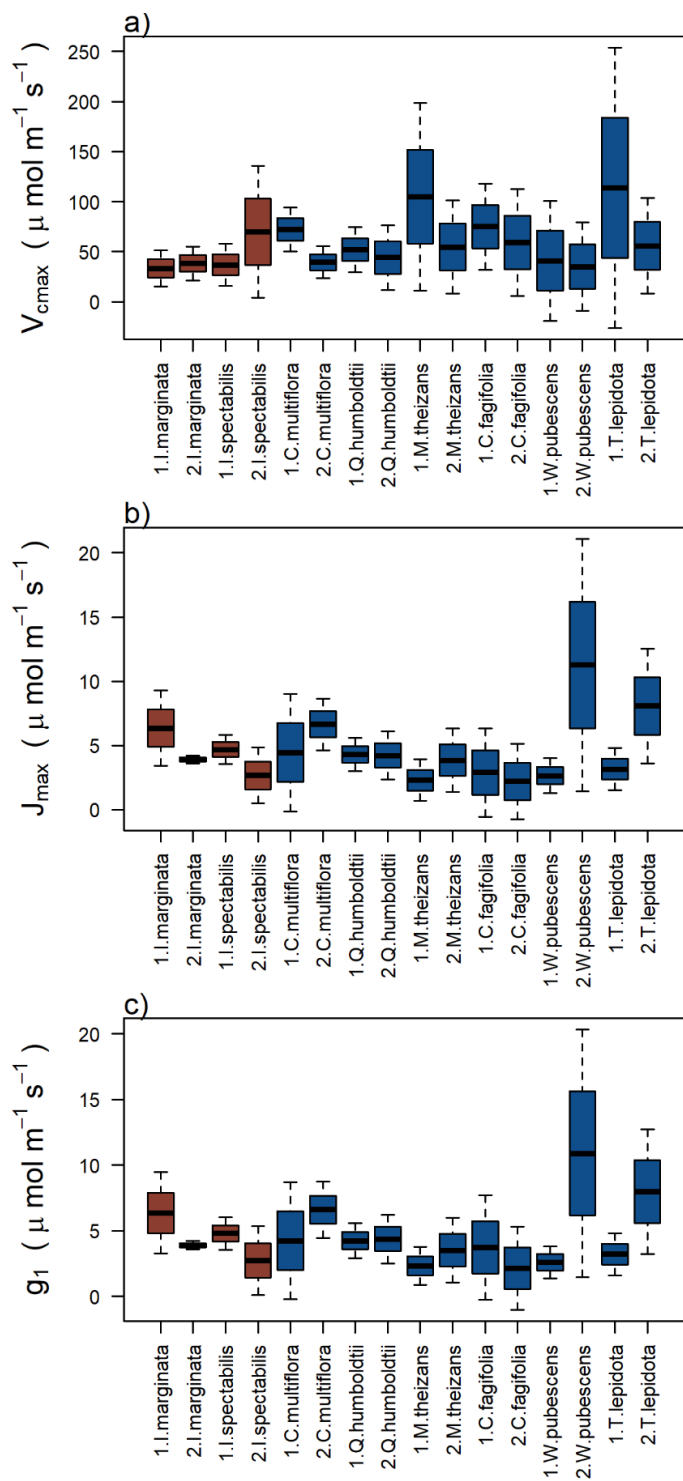 a)
V_cmax ( μ mol m⁻¹ s⁻¹ )
250
200
150
100
50
0
1.I.marginata
2.I.marginata
1.I.spectabilis
2.I.spectabilis
1.C.multiflora
2.C.multiflora
1.Q.humboldtii
2.Q.humboldtii
1.M.theizans
2.M.theizans
1.C.fagifolia
2.C.fagifolia
1.W.pubescens
2.W.pubescens
1.T.lepidota
2.T.lepidota
b)
J_max ( μ mol m⁻¹ s⁻¹ )
20
15
10
5
0
1.I.marginata
2.I.marginata
1.I.spectabilis
2.I.spectabilis
1.C.multiflora
2.C.multiflora
1.Q.humboldtii
2.Q.humboldtii
1.M.theizans
2.M.theizans
1.C.fagifolia
2.C.fagifolia
1.W.pubescens
2.W.pubescens
1.T.lepidota
2.T.lepidota
c)
g₁ ( μ mol m⁻¹ s⁻¹ )
20
15
10
5
0
1.I.marginata
2.I.marginata
1.I.spectabilis
2.I.spectabilis
1.C.multiflora
2.C.multiflora
1.Q.humboldtii
2.Q.humboldtii
1.M.theizans
2.M.theizans
1.C.fagifolia
2.C.fagifolia
1.W.pubescens
2.W.pubescens
1.T.lepidota
2.T.lepidota